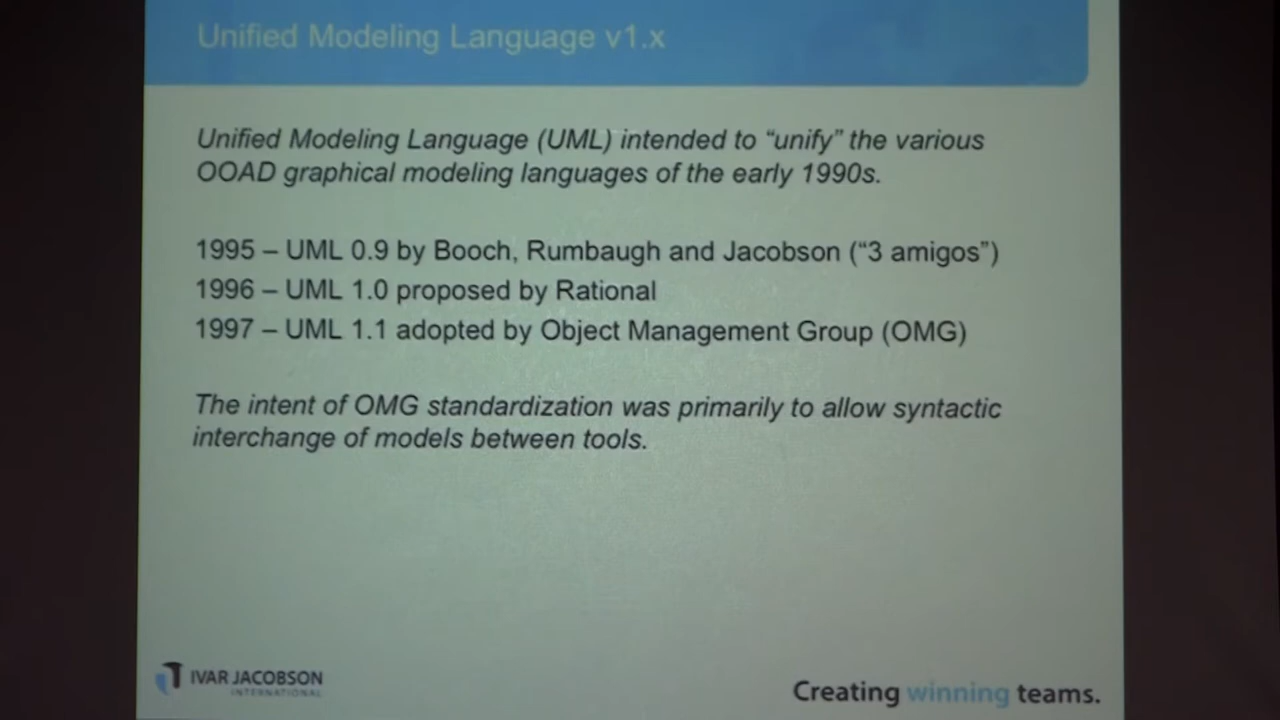 Unified Modeling Language v1.x
Unified Modeling Language (UML) intended to “unify” the various
OOAD graphical modeling languages of the early 1990s.
1995 – UML 0.9 by Booch, Rumbaugh and Jacobson (“3 amigos”)
1996 – UML 1.0 proposed by Rational
1997 – UML 1.1 adopted by Object Management Group (OMG)
The intent of OMG standardization was primarily to allow syntactic
interchange of models between tools.
IVAR JACOBSON
INTERNATIONAL
Creating winning teams.